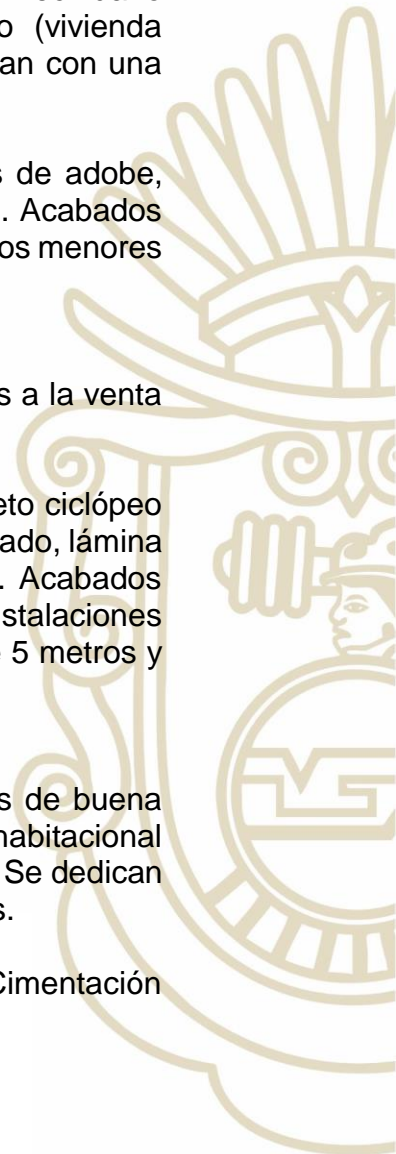 o (vivienda
an con una
s de adobe,
. Acabados
os menores
s a la venta
eto ciclópeo
ado, lámina
. Acabados
stalaciones
e 5 metros y
s de buena
habitacional
Se dedican
s.
Cimentación